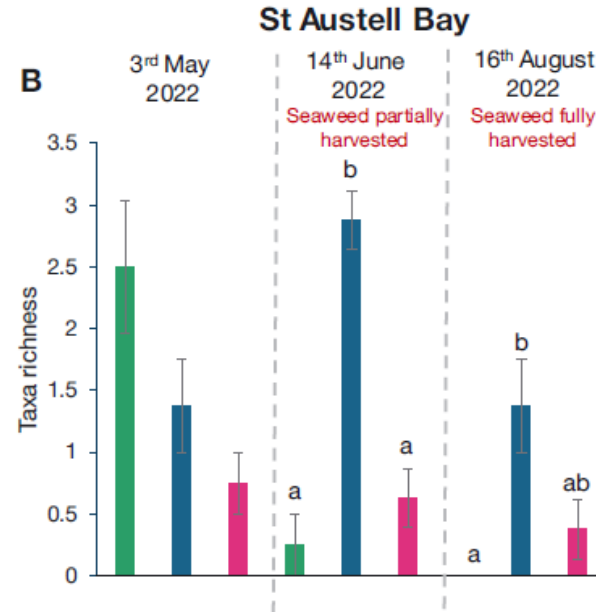 St Austell Bay
B
3rd May
2022
14th June
2022
Seaweed partially
harvested
16th August
2022
Seaweed fully
harvested
Taxa richness
3.5
3
2.5
2
1.5
1
0.5
0
a
b
a
a
b
ab